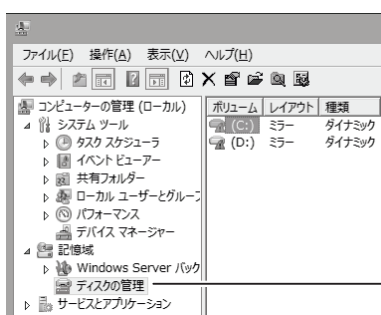 ファイル(F) 操作(A) 表示(V) ヘルプ(H)
コンピューターの管理 (ローカル)
システム ツール
タスク スケジューラ
イベント ビューアー
共有フォルダー
ローカル ユーザーとグループ
パフォーマンス
デバイス マネージャー
記憶域
Windows Server バック
ディスクの管理
サービスとアプリケーション
ボリューム レイアウト 種類
(C:) ミラー ダイナミック
(D:) ミラー ダイナミック